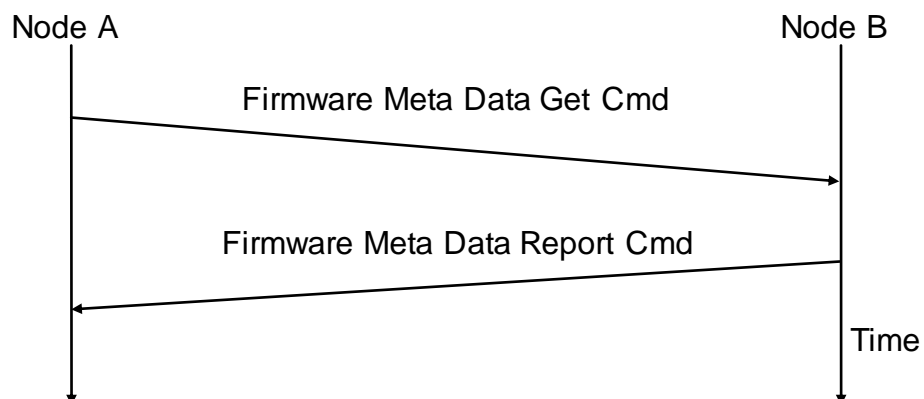 Node A
Node B
Firmware Meta Data Get Cmd
Firmware Meta Data Report Cmd
Time